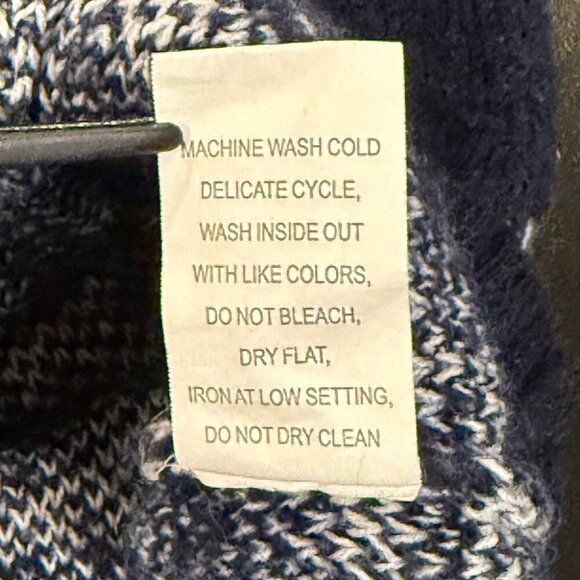 MACHINE WASH COLD
DELICATE CYCLE,
WASH INSIDE OUT
WITH LIKE COLORS,
DO NOT BLEACH,
DRY FLAT,
IRON AT LOW SETTING,
DO NOT DRY CLEAN